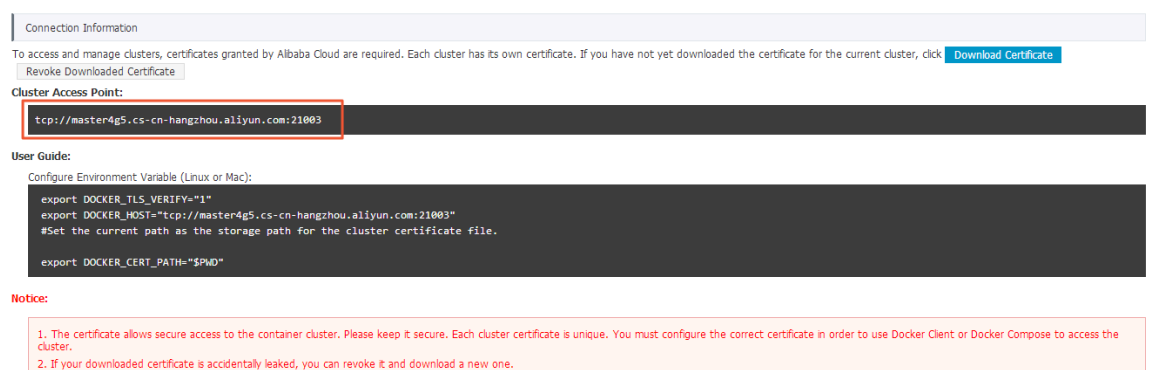 Connection Information
To access and manage clusters, certificates granted by Alibaba Cloud are required. Each cluster has its own certificate. If you have not yet downloaded the certificate for the current cluster, click Download Certificate
Revoke Downloaded Certificate
Cluster Access Point:
tcp://master4g5.cs-cn-hangzhou.aliyun.com:21003
User Guide:
Configure Environment Variable (Linux or Mac):
export DOCKER_TLS_VERIFY="1"
export DOCKER_HOST="tcp://master4g5.cs-cn-hangzhou.aliyun.com:21003"
#Set the current path as the storage path for the cluster certificate file.
export DOCKER_CERT_PATH="$PWD"
Notice:
1. The certificate allows secure access to the container cluster. Please keep it secure. Each cluster certificate is unique. You must configure the correct certificate in order to use Docker Client or Docker Compose to access the
cluster.
2. If your downloaded certificate is accidentally leaked, you can revoke it and download a new one.